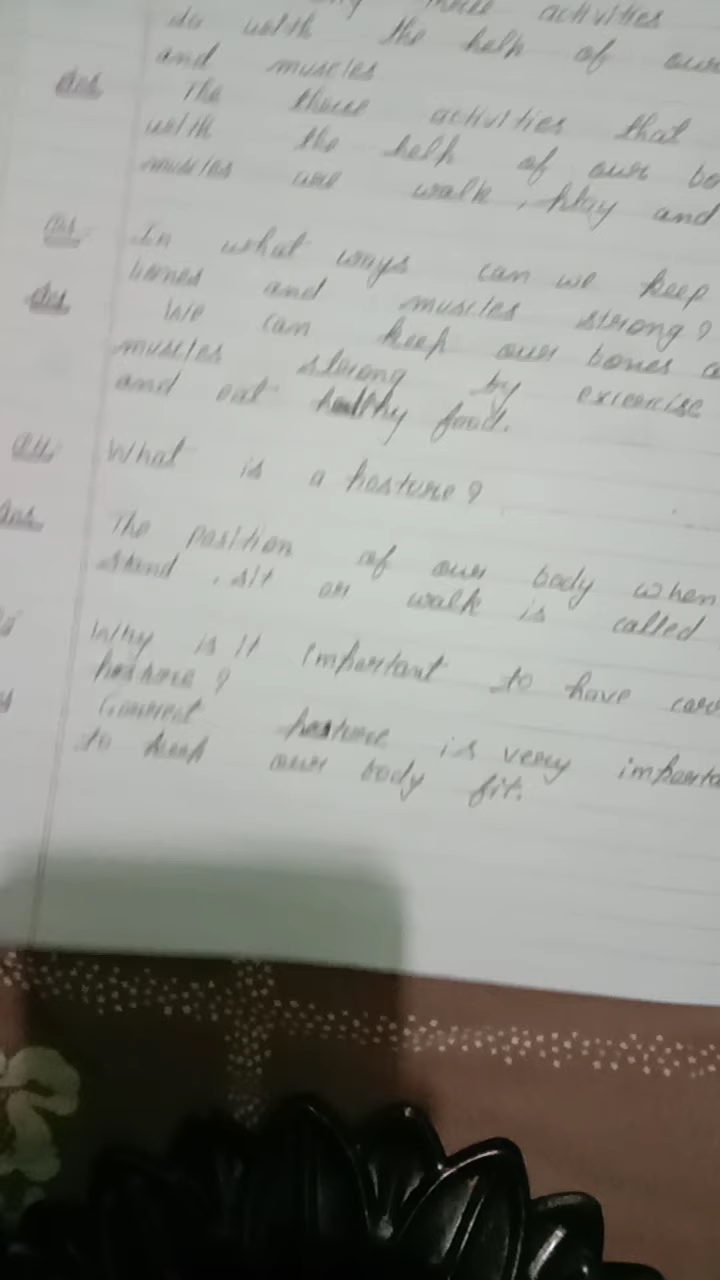 these activities
do with the help of our
and muscles
Ans The three activities that
with the help of our bo
muscles are walk, play and
Q3. In what ways can we keep
bones and muscles strong?
Ans We can keep our bones a
muscles strong by exercise
and eat healthy food.
Q4. What is a posture?
Ans The position of our body when
stand, sit or walk is called
Why is it important to have corr
posture?
Correct posture is very importa
to keep our body fit.